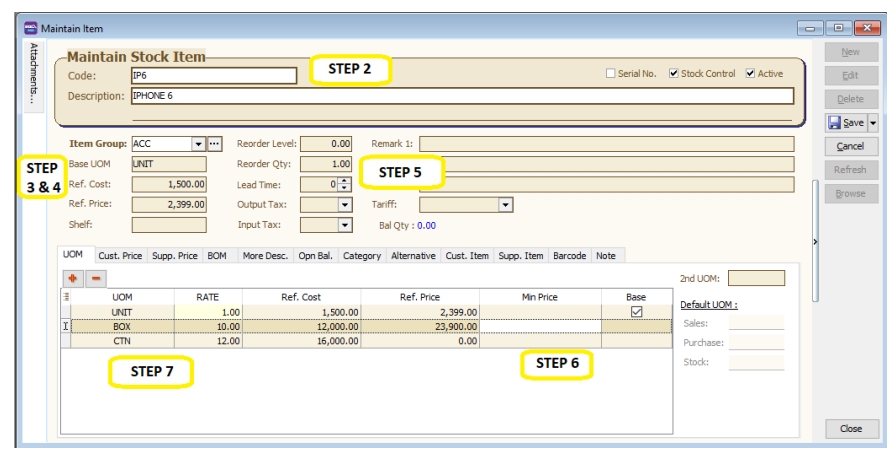 Maintain Item
Attachments...
Maintain Stock Item
STEP 2
Code: IP6 Serial No. Stock Control Active
Description: IPHONE 6
Item Group: ACC Reorder Level: 0.00 Remark 1:
Base UOM UNIT Reorder Qty: 1.00
STEP 3 & 4
STEP 5
Ref. Cost: 1,500.00 Lead Time: 0
Ref. Price: 2,399.00 Output Tax: Tariff:
Shelf: Input Tax: Bal Qty : 0.00
UOM Cust. Price Supp. Price BOM More Desc. Opn Bal. Category Alternative Cust. Item Supp. Item Barcode Note
2nd UOM:
UOM RATE Ref. Cost Ref. Price Min Price Base
UNIT 1.00 1,500.00 2,399.00
BOX 10.00 12,000.00 23,900.00
CTN 12.00 16,000.00 0.00
Default UOM :
Sales:
Purchase:
Stock:
STEP 7
STEP 6
New
Edit
Delete
Save
Cancel
Refresh
Browse
Close